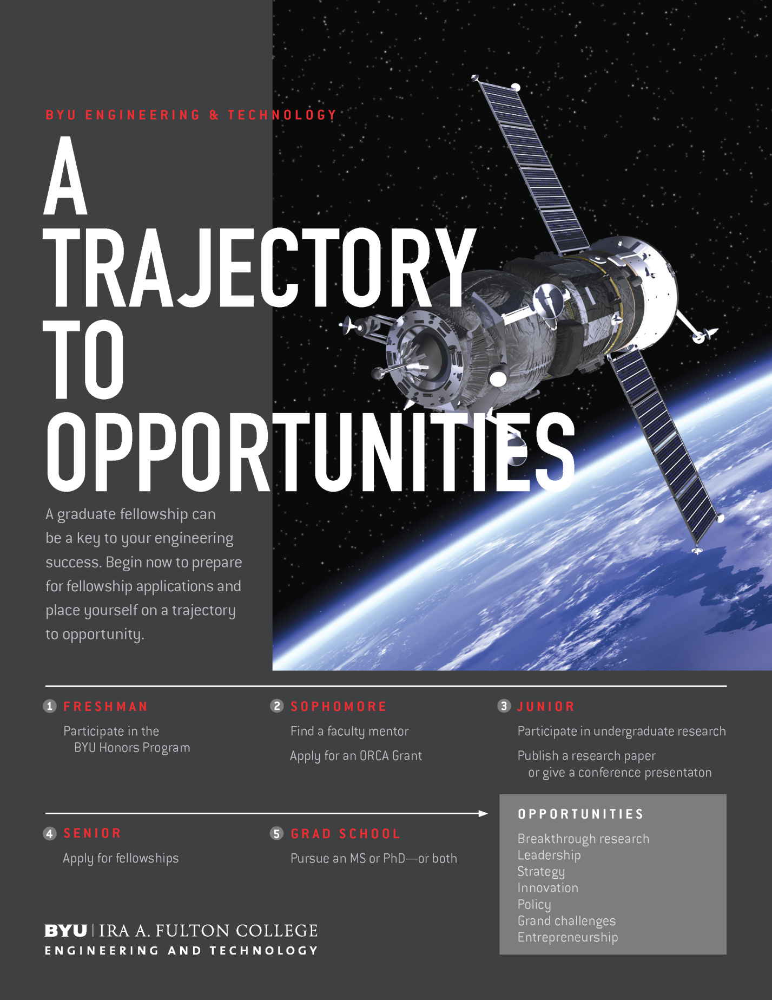 BYU ENGINEERING & TECHNOLOGY
A
TRAJECTORY
TO
OPPORTUNITIES
A graduate fellowship can
be a key to your engineering
success. Begin now to prepare
for fellowship applications and
place yourself on a trajectory
to opportunity.
1 FRESHMAN
Participate in the
BYU Honors Program
2 SOPHOMORE
Find a faculty mentor
Apply for an ORCA Grant
3 JUNIOR
Participate in undergraduate research
Publish a research paper
or give a conference presentaton
4 SENIOR
Apply for fellowships
5 GRAD SCHOOL
Pursue an MS or PhD—or both
OPPORTUNITIES
Breakthrough research
Leadership
Strategy
Innovation
Policy
Grand challenges
Entrepreneurship
BYU | IRA A. FULTON COLLEGE
ENGINEERING AND TECHNOLOGY